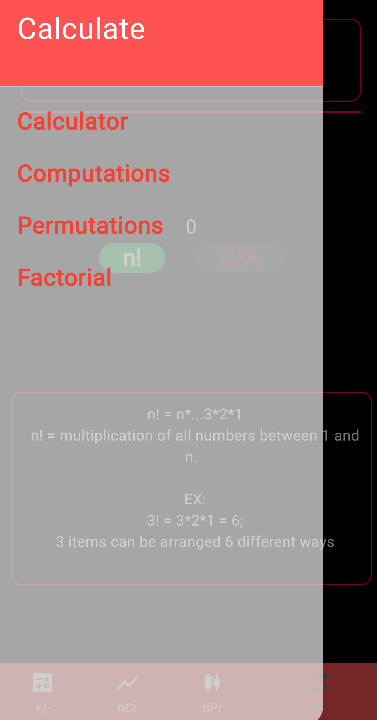 Calculate
Calculator
Computations
Permutations
0
n!
C/A
Factorial
n! = n*...3*2*1
n! = multiplication of all numbers between 1 and
n.
EX:
3! = 3*2*1 = 6;
3 items can be arranged 6 different ways
+/-
nCr
nPr